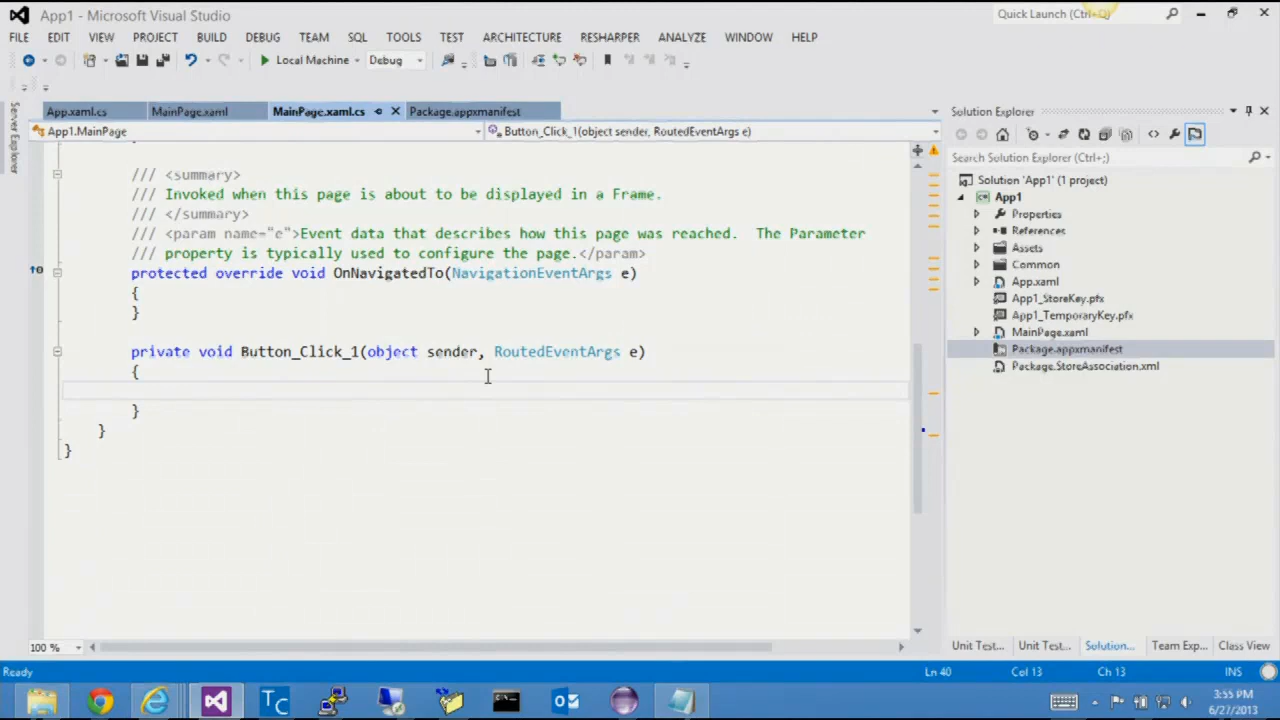 App1 - Microsoft Visual Studio
Quick Launch (Ctrl+Q)
FILE EDIT VIEW PROJECT BUILD DEBUG TEAM SQL TOOLS TEST ARCHITECTURE RESHARPER ANALYZE WINDOW HELP
Local Machine Debug
Server Explorer
App.xaml.cs MainPage.xaml MainPage.xaml.cs Package.appxmanifest
App1.MainPage Button_Click_1(object sender, RoutedEventArgs e)
/// <summary>
/// Invoked when this page is about to be displayed in a Frame.
/// </summary>
/// <param name="e">Event data that describes how this page was reached.  The Parameter
/// property is typically used to configure the page.</param>
protected override void OnNavigatedTo(NavigationEventArgs e)
{
}
private void Button_Click_1(object sender, RoutedEventArgs e)
{
}
}
}
100 %
Solution Explorer
Search Solution Explorer (Ctrl+;)
Solution 'App1' (1 project)
App1
Properties
References
Assets
Common
App.xaml
App1_StoreKey.pfx
App1_TemporaryKey.pfx
MainPage.xaml
Package.appxmanifest
Package.StoreAssociation.xml
Unit Test... Unit Test... Solution... Team Exp... Class View
Ready Ln 40 Col 13 Ch 13 INS
TC
3:55 PM
6/27/2013